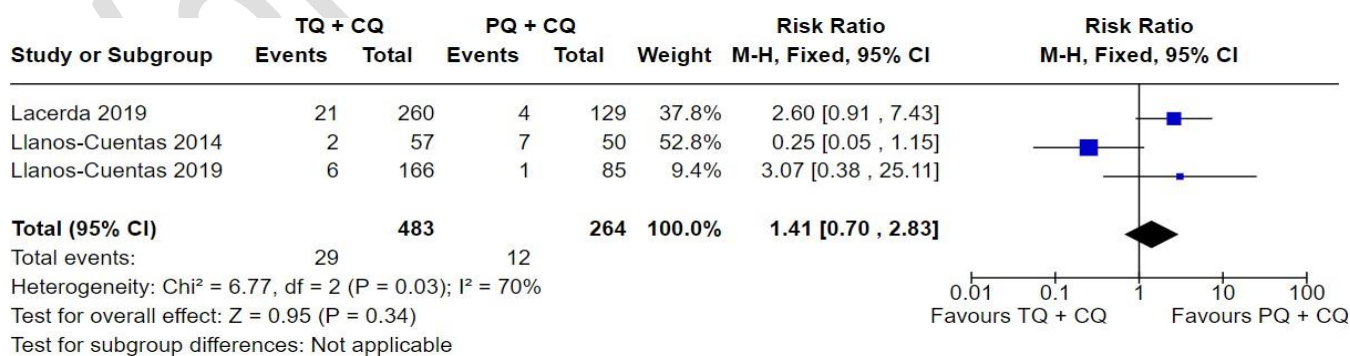 TQ + CQ PQ + CQ Risk Ratio Risk Ratio
Study or Subgroup Events Total Events Total Weight M-H, Fixed, 95% CI M-H, Fixed, 95% CI
Lacerda 2019 21 260 4 129 37.8% 2.60 [0.91 , 7.43]
Llanos-Cuentas 2014 2 57 7 50 52.8% 0.25 [0.05 , 1.15]
Llanos-Cuentas 2019 6 166 1 85 9.4% 3.07 [0.38 , 25.11]
Total (95% CI) 483 264 100.0% 1.41 [0.70 , 2.83]
Total events: 29 12
Heterogeneity: Chi² = 6.77, df = 2 (P = 0.03); I² = 70%
Test for overall effect: Z = 0.95 (P = 0.34)
Test for subgroup differences: Not applicable
0.01 0.1 1 10 100
Favours TQ + CQ Favours PQ + CQ